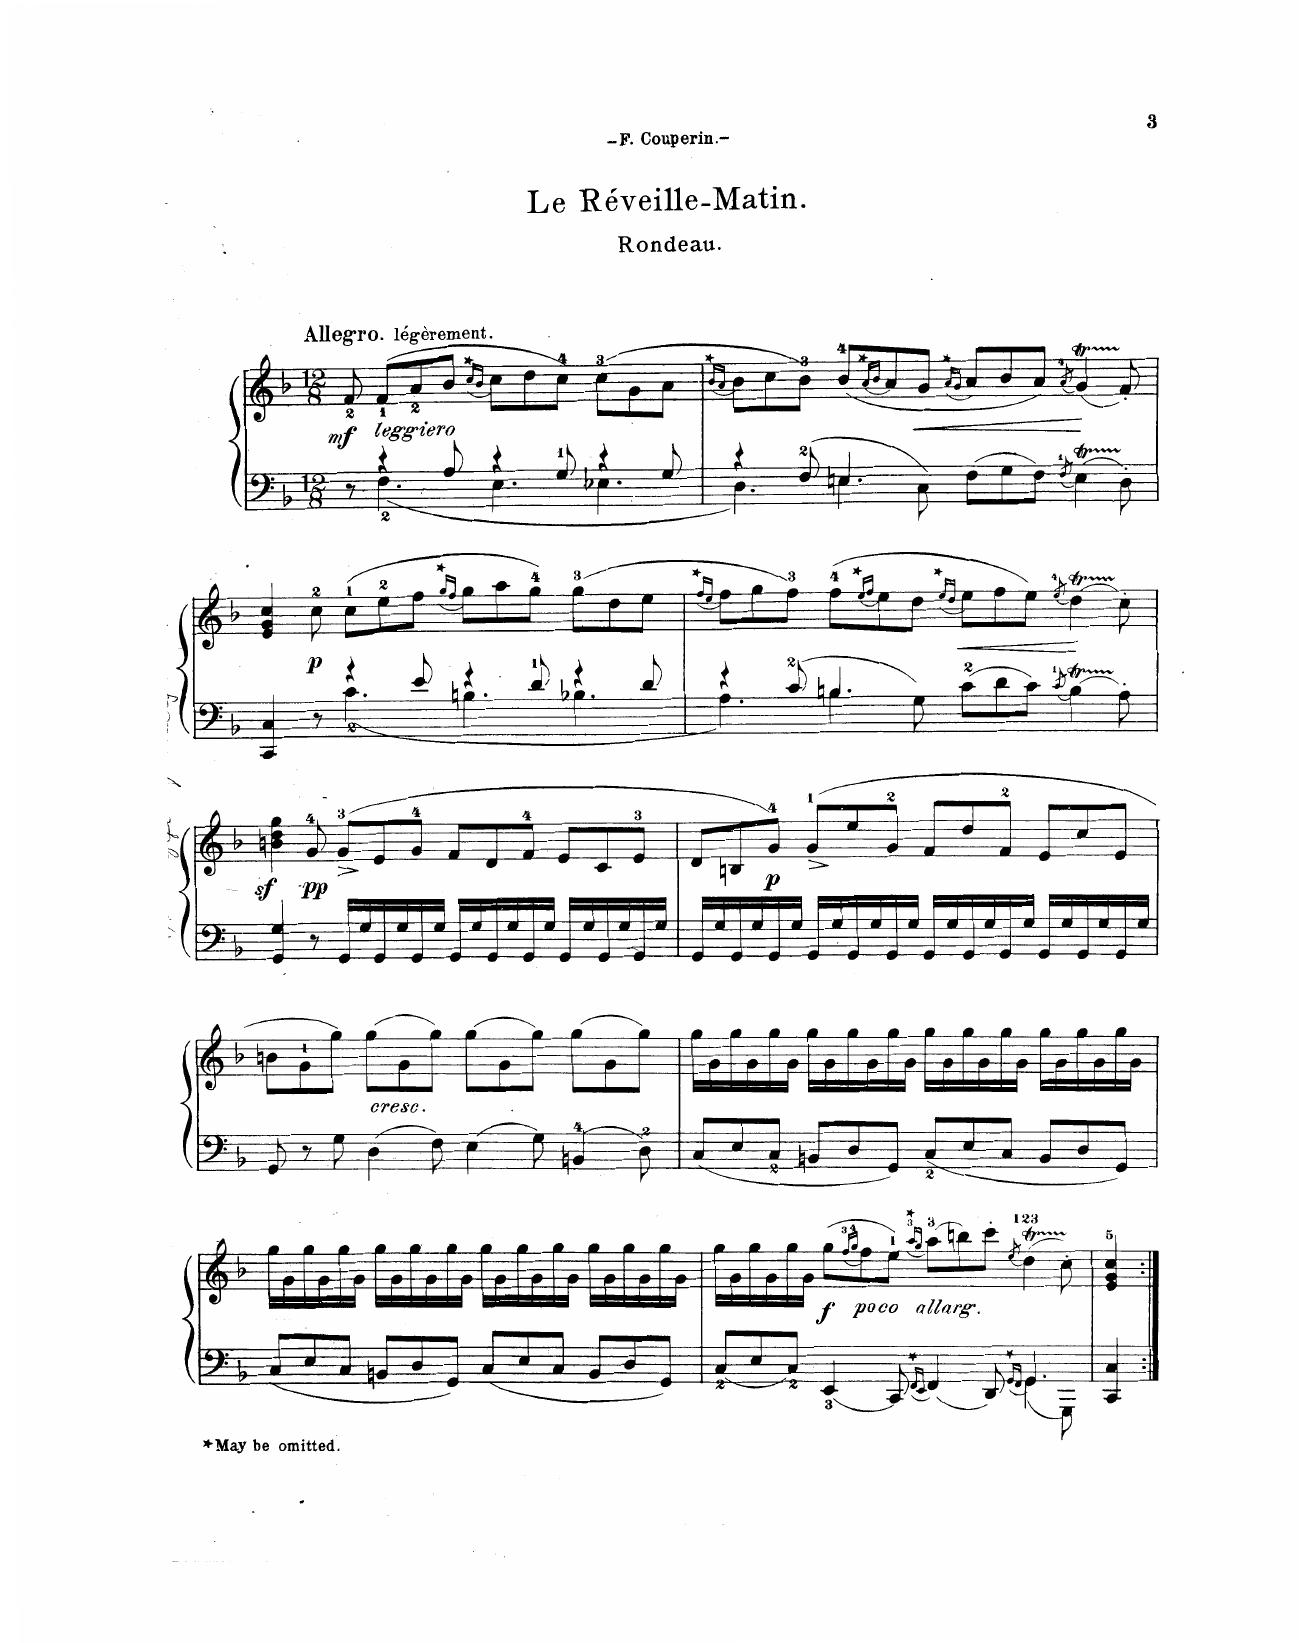 3
-F. Couperin.-
Le Réveille-Matin.
Rondeau.
Allegro. légèrement.
mf leggiero
p
sf pp p
cresc.
f poco allarg.
*May be omitted.